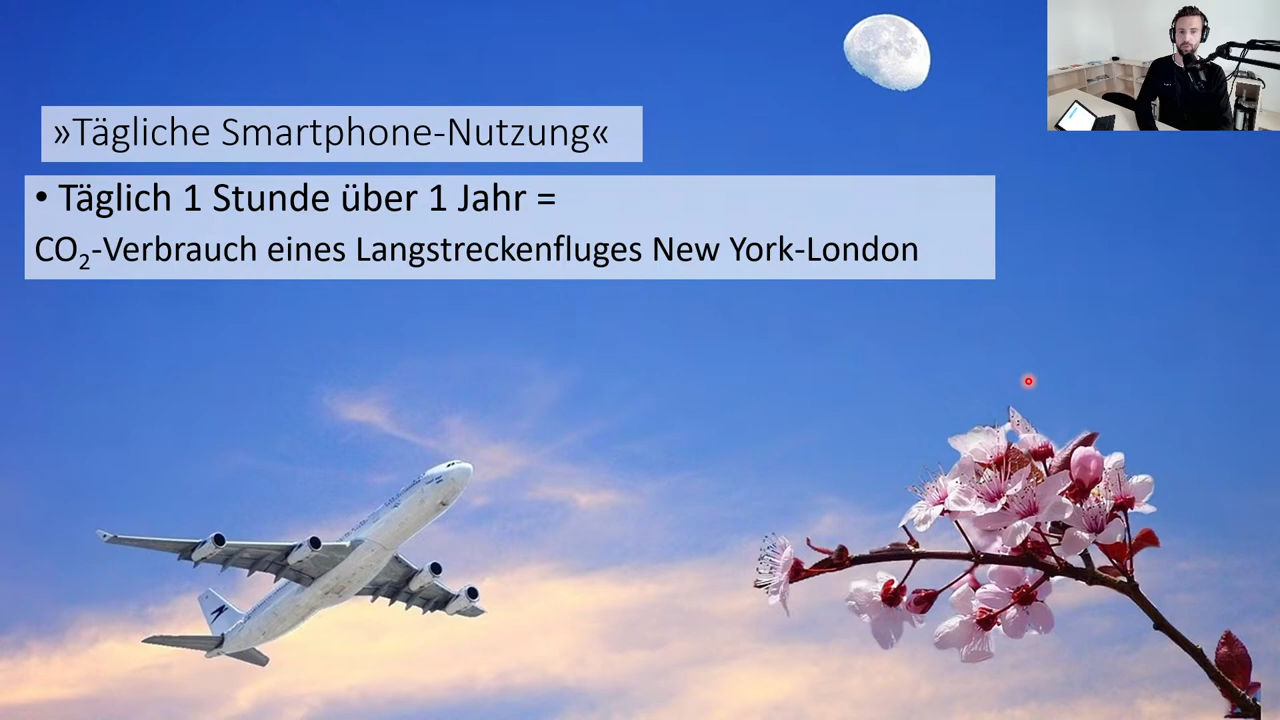 »Tägliche Smartphone-Nutzung«
• Täglich 1 Stunde über 1 Jahr =
CO₂-Verbrauch eines Langstreckenfluges New York-London